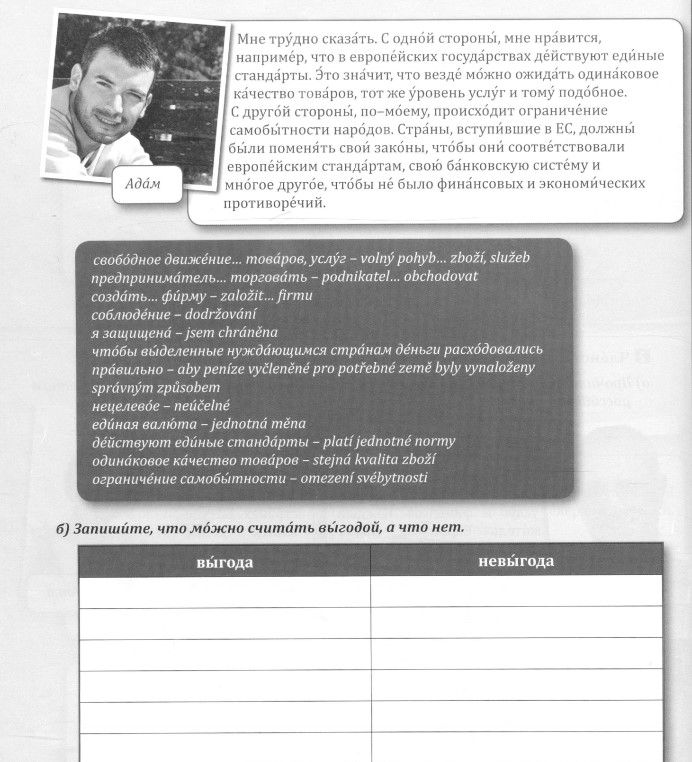 Мне тру́дно сказа́ть. С одно́й стороны́, мне нра́вится,
наприме́р, что в европе́йских госуда́рствах де́йствуют еди́ные
станда́рты. Э́то зна́чит, что везде́ мо́жно ожида́ть одина́ковое
ка́чество това́ров, тот же у́ровень услу́г и тому́ подо́бное.
С друго́й стороны́, по–мо́ему, происхо́дит ограниче́ние
самобы́тности наро́дов. Стра́ны, вступи́вшие в ЕС, должны́
бы́ли поменя́ть свои́ зако́ны, что́бы они́ соотве́тствовали
европе́йским станда́ртам, свою́ ба́нковскую систе́му и
мно́гое друго́е, что́бы не́ было фина́нсовых и экономи́ческих
противоре́чий.
Ада́м
свобо́дное движе́ние... това́ров, услу́г – volný pohyb... zboží, služeb
предпринима́тель... торгова́ть – podnikatel... obchodovat
созда́ть... фи́рму – založit... firmu
соблюде́ние – dodržování
я защищена́ – jsem chráněna
что́бы вы́деленные нужда́ющимся стра́нам де́ньги расхо́довались
пра́вильно – aby peníze vyčleněné pro potřebné země byly vynaloženy
správným způsobem
нецелево́е – neúčelné
еди́ная валю́та – jednotná měna
де́йствуют еди́ные станда́рты – platí jednotné normy
одина́ковое ка́чество това́ров – stejná kvalita zboží
ограниче́ние самобы́тности – omezení svébytnosti
б) Запиши́те, что мо́жно счита́ть вы́годой, а что нет.
вы́года
невы́года